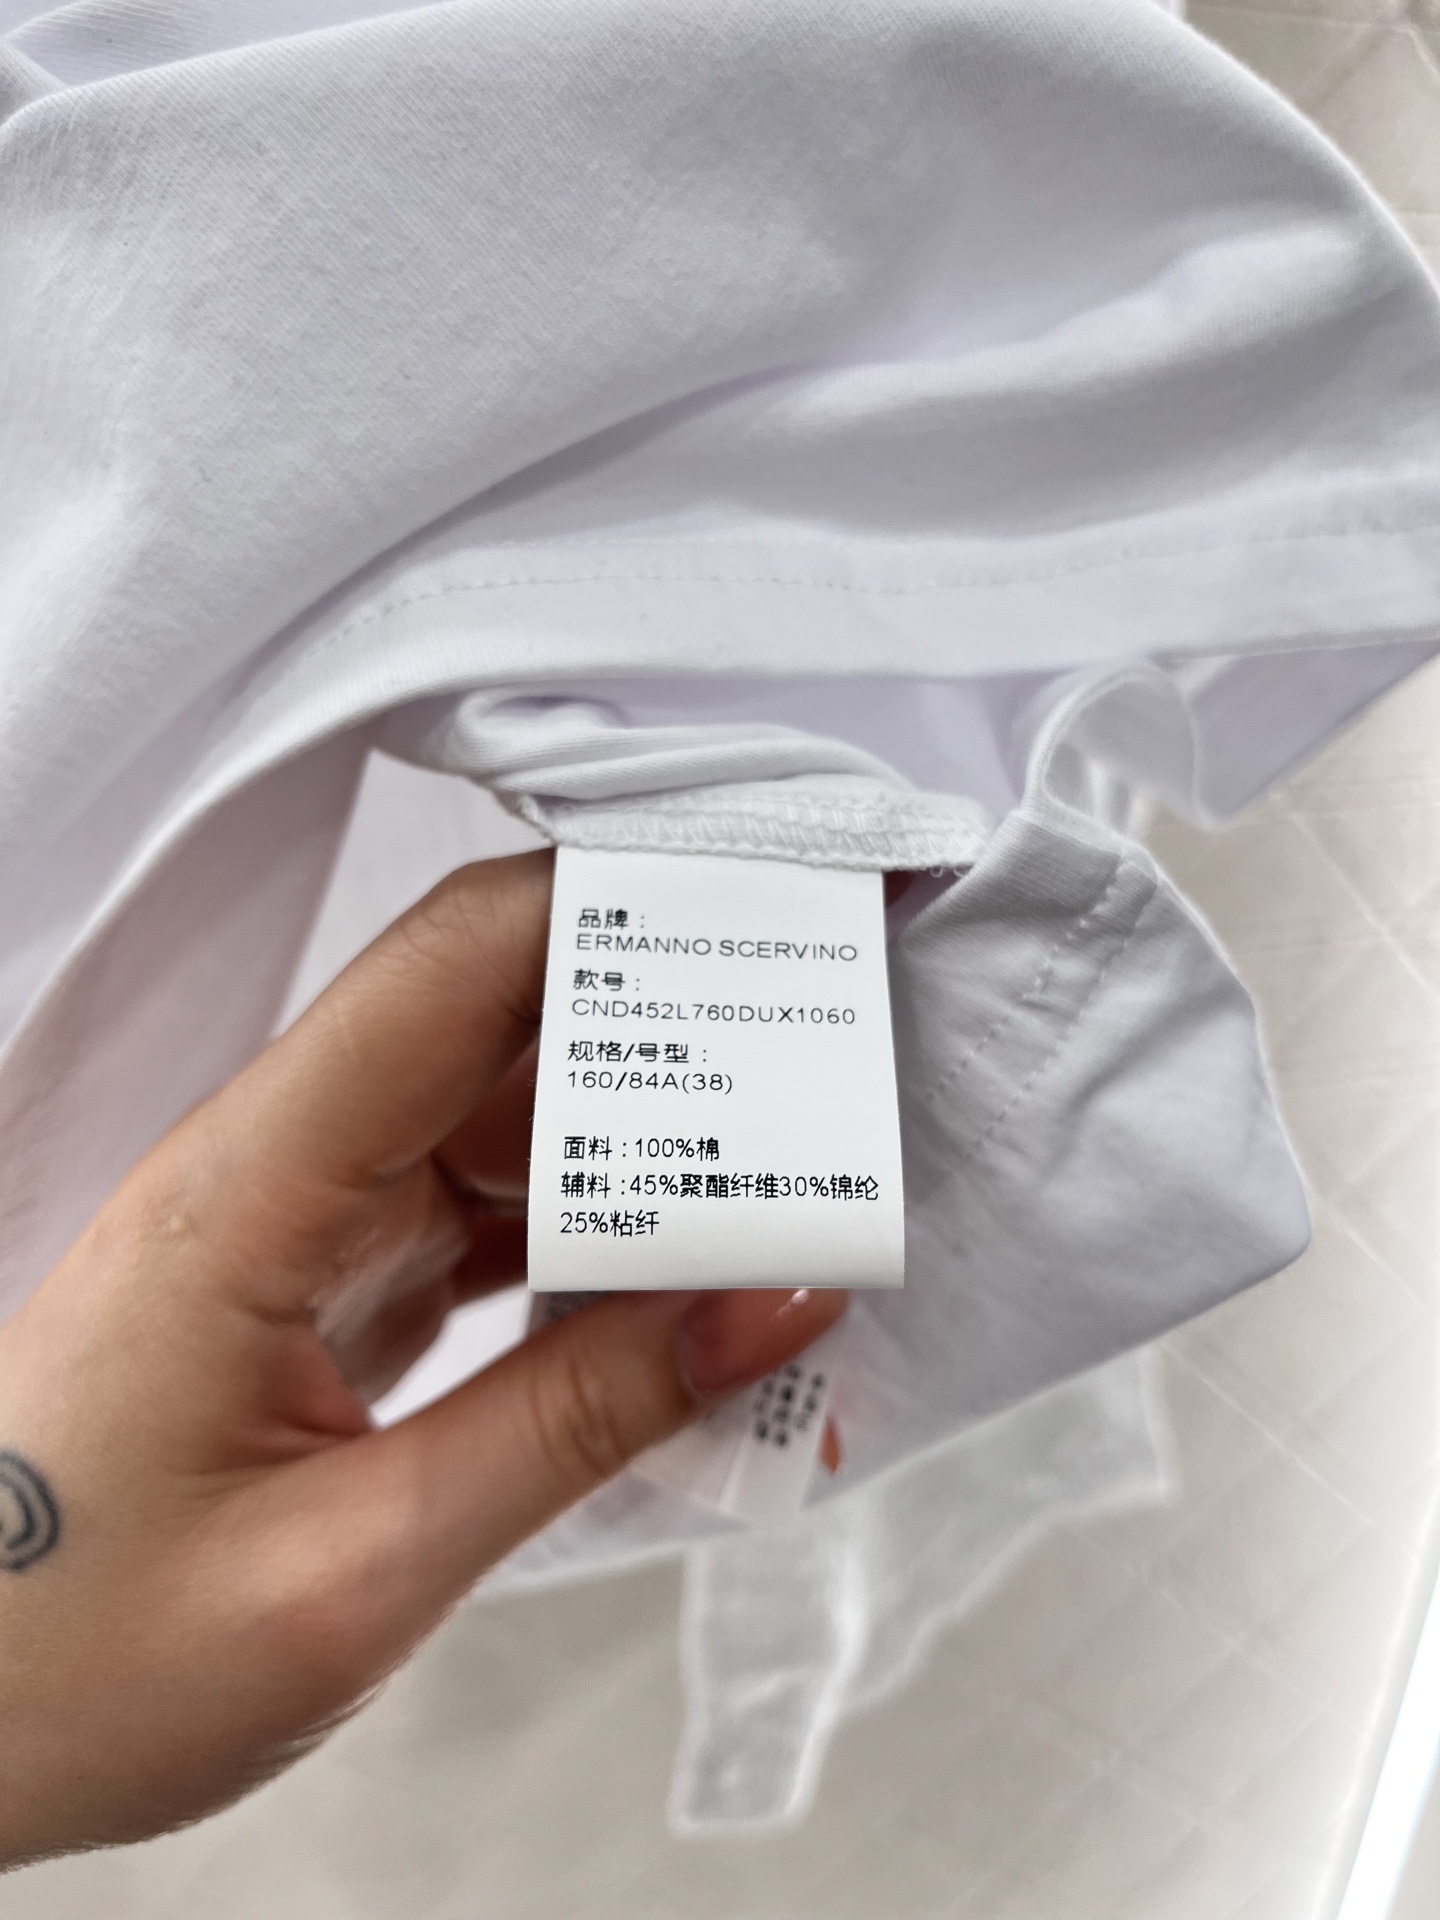 品牌：
ERMANNO SCERVINO
款号：
CND452L760DUX1060
规格/号型：
160/84A(38)
面料:100%棉
辅料:45%聚酯纤维30%锦纶
25%粘纤